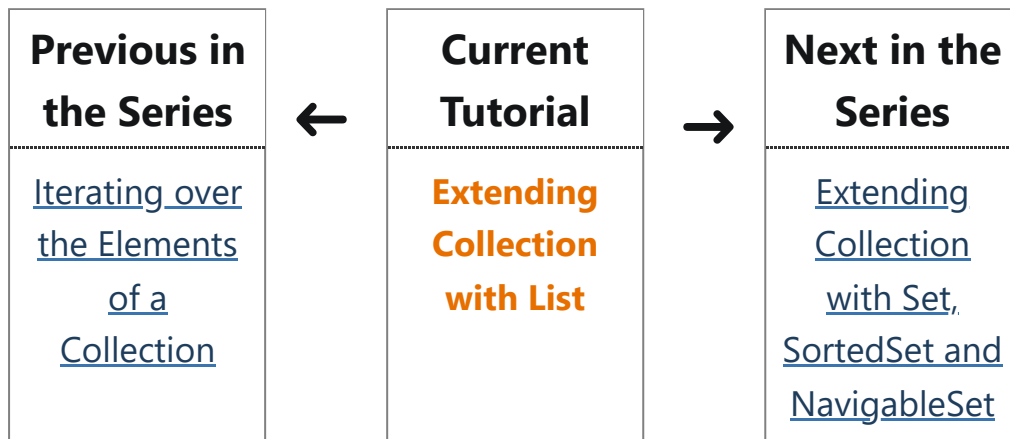 Previous in
the Series
Iterating over
the Elements
of a
Collection
←
Current
Tutorial
Extending
Collection
with List
→
Next in the
Series
Extending
Collection
with Set,
SortedSet and
NavigableSet